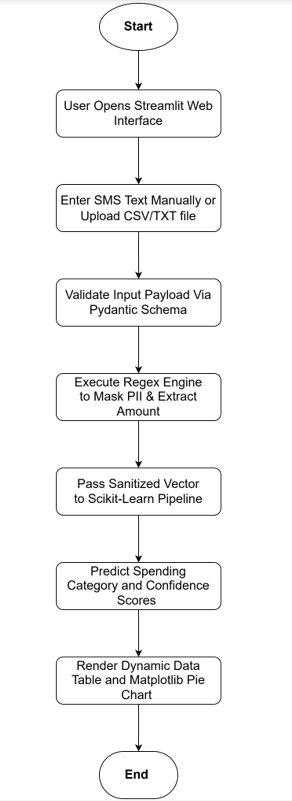 Start
User Opens Streamlit Web
Interface
Enter SMS Text Manually or
Upload CSV/TXT file
Validate Input Payload Via
Pydantic Schema
Execute Regex Engine
to Mask PII & Extract
Amount
Pass Sanitized Vector
to Scikit-Learn Pipeline
Predict Spending
Category and Confidence
Scores
Render Dynamic Data
Table and Matplotlib Pie
Chart
End